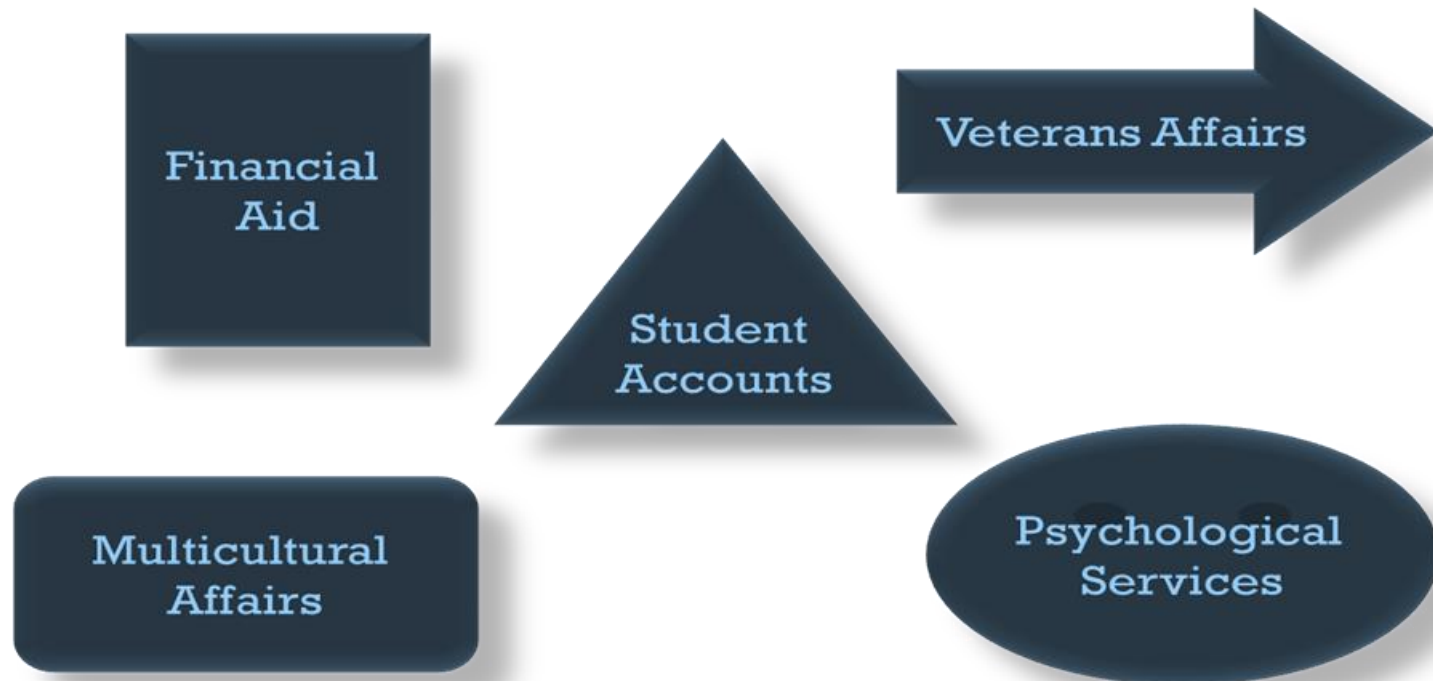 Financial
Aid
Veterans Affairs
Student
Accounts
Multicultural
Affairs
Psychological
Services